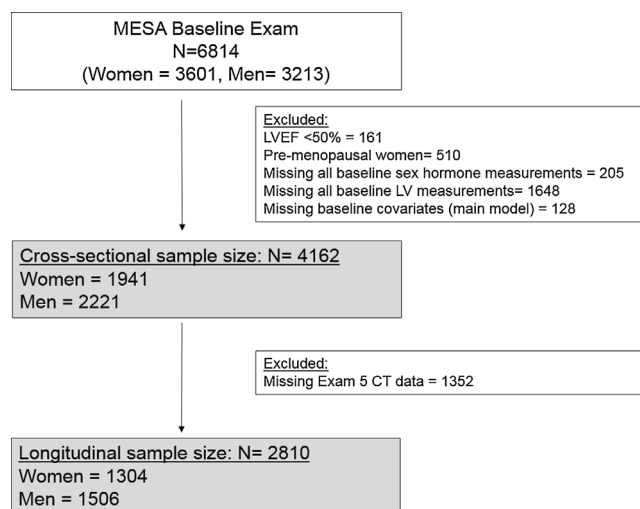 MESA Baseline Exam
N=6814
(Women = 3601, Men= 3213)
Excluded:
LVEF <50% = 161
Pre-menopausal women= 510
Missing all baseline sex hormone measurements = 205
Missing all baseline LV measurements= 1648
Missing baseline covariates (main model) = 128
Cross-sectional sample size: N= 4162
Women = 1941
Men = 2221
Excluded:
Missing Exam 5 CT data = 1352
Longitudinal sample size: N= 2810
Women = 1304
Men = 1506